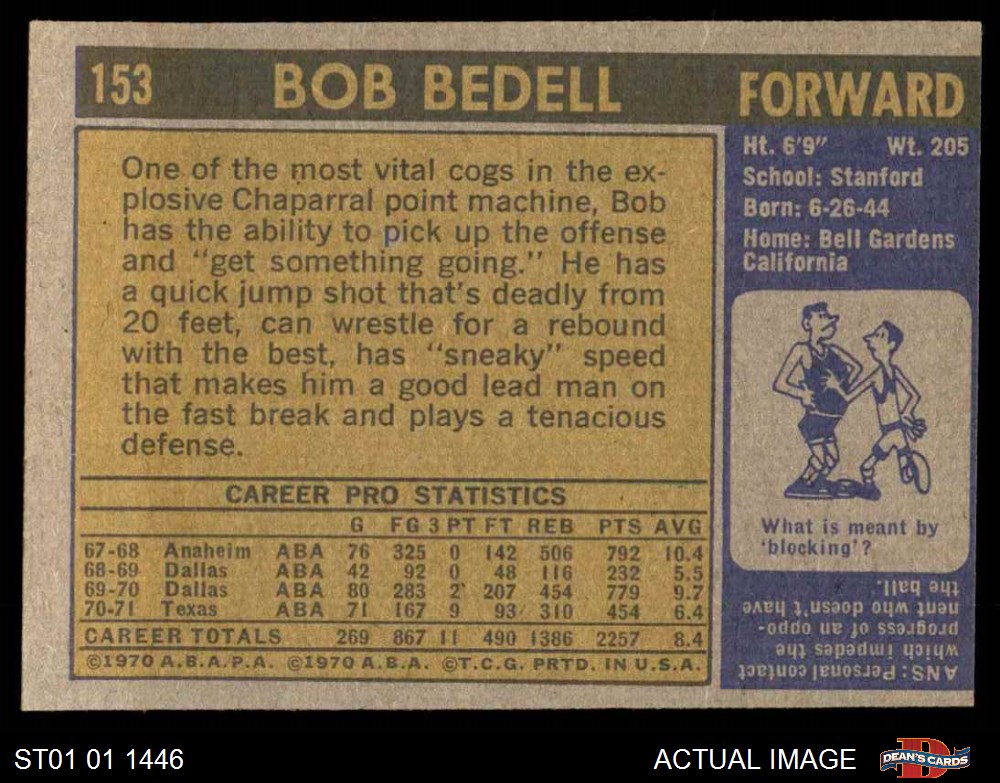 153 BOB BEDELL FORWARD
One of the most vital cogs in the ex-
plosive Chaparral point machine, Bob
has the ability to pick up the offense
and "get something going." He has
a quick jump shot that's deadly from
20 feet, can wrestle for a rebound
with the best, has "sneaky" speed
that makes him a good lead man on
the fast break and plays a tenacious
defense.
CAREER PRO STATISTICS
G FG 3 PT FT REB PTS AVG
67-68 Anaheim ABA 76 325 0 142 506 792 10.4
68-69 Dallas ABA 42 92 0 48 116 232 5.5
69-70 Dallas ABA 80 283 2 207 454 779 9.7
70-71 Texas ABA 71 167 9 93 310 454 6.4
CAREER TOTALS 269 867 11 490 1386 2257 8.4
©1970 A.B.A.P.A. ©1970 A.B.A. ©T.C.G. PRTD. IN U.S.A.
Ht. 6'9" Wt. 205
School: Stanford
Born: 6-26-44
Home: Bell Gardens
California
What is meant by
'blocking'?
ANS: Personal contact
which impedes the
progress of an oppo-
nent who doesn't have
the ball.
ST01 01 1446 ACTUAL IMAGE DEAN'S CARDS